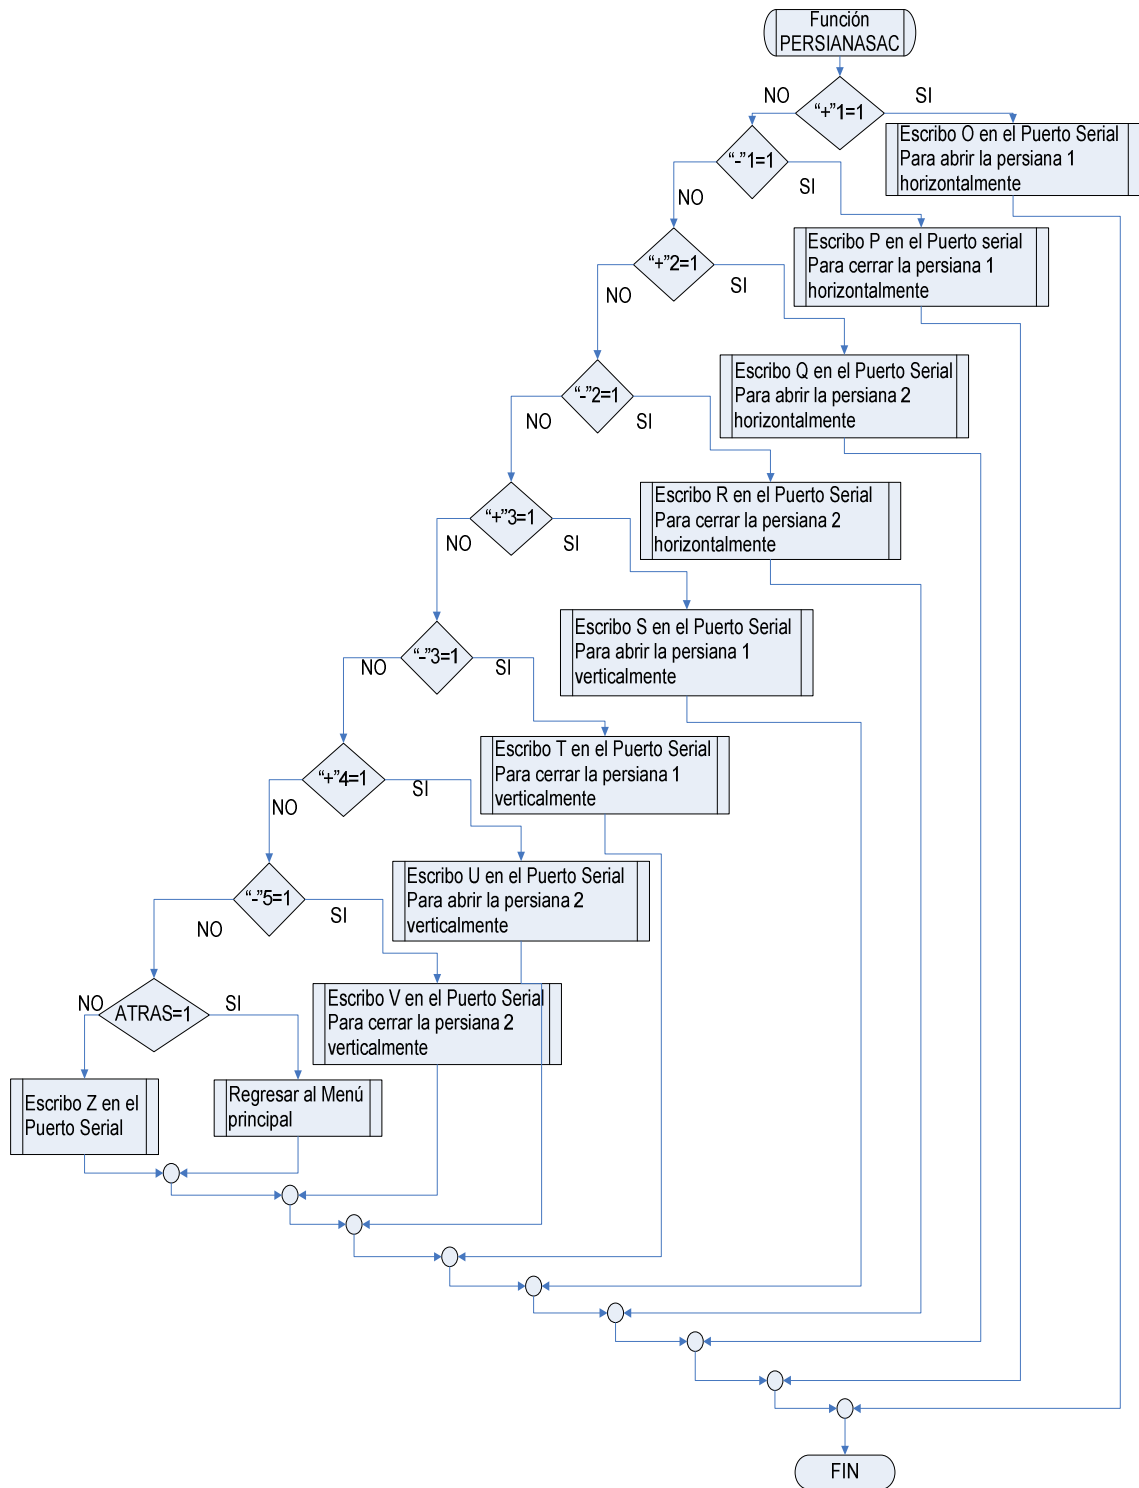 Función
PERSIANASAC
NO
SI
"+"1=1
Escribo O en el Puerto Serial
Para abrir la persiana 1
horizontalmente
"-"1=1
SI
NO
Escribo P en el Puerto serial
Para cerrar la persiana 1
horizontalmente
"+"2=1
SI
NO
Escribo Q en el Puerto Serial
Para abrir la persiana 2
horizontalmente
"-"2=1
NO
SI
Escribo R en el Puerto Serial
Para cerrar la persiana 2
horizontalmente
"+"3=1
NO
SI
Escribo S en el Puerto Serial
Para abrir la persiana 1
verticalmente
"-"3=1
NO
SI
Escribo T en el Puerto Serial
Para cerrar la persiana 1
verticalmente
"+"4=1
SI
NO
Escribo U en el Puerto Serial
Para abrir la persiana 2
verticalmente
"-"5=1
SI
NO
Escribo V en el Puerto Serial
Para cerrar la persiana 2
verticalmente
NO
ATRAS=1
SI
Escribo Z en el
Puerto Serial
Regresar al Menú
principal
FIN